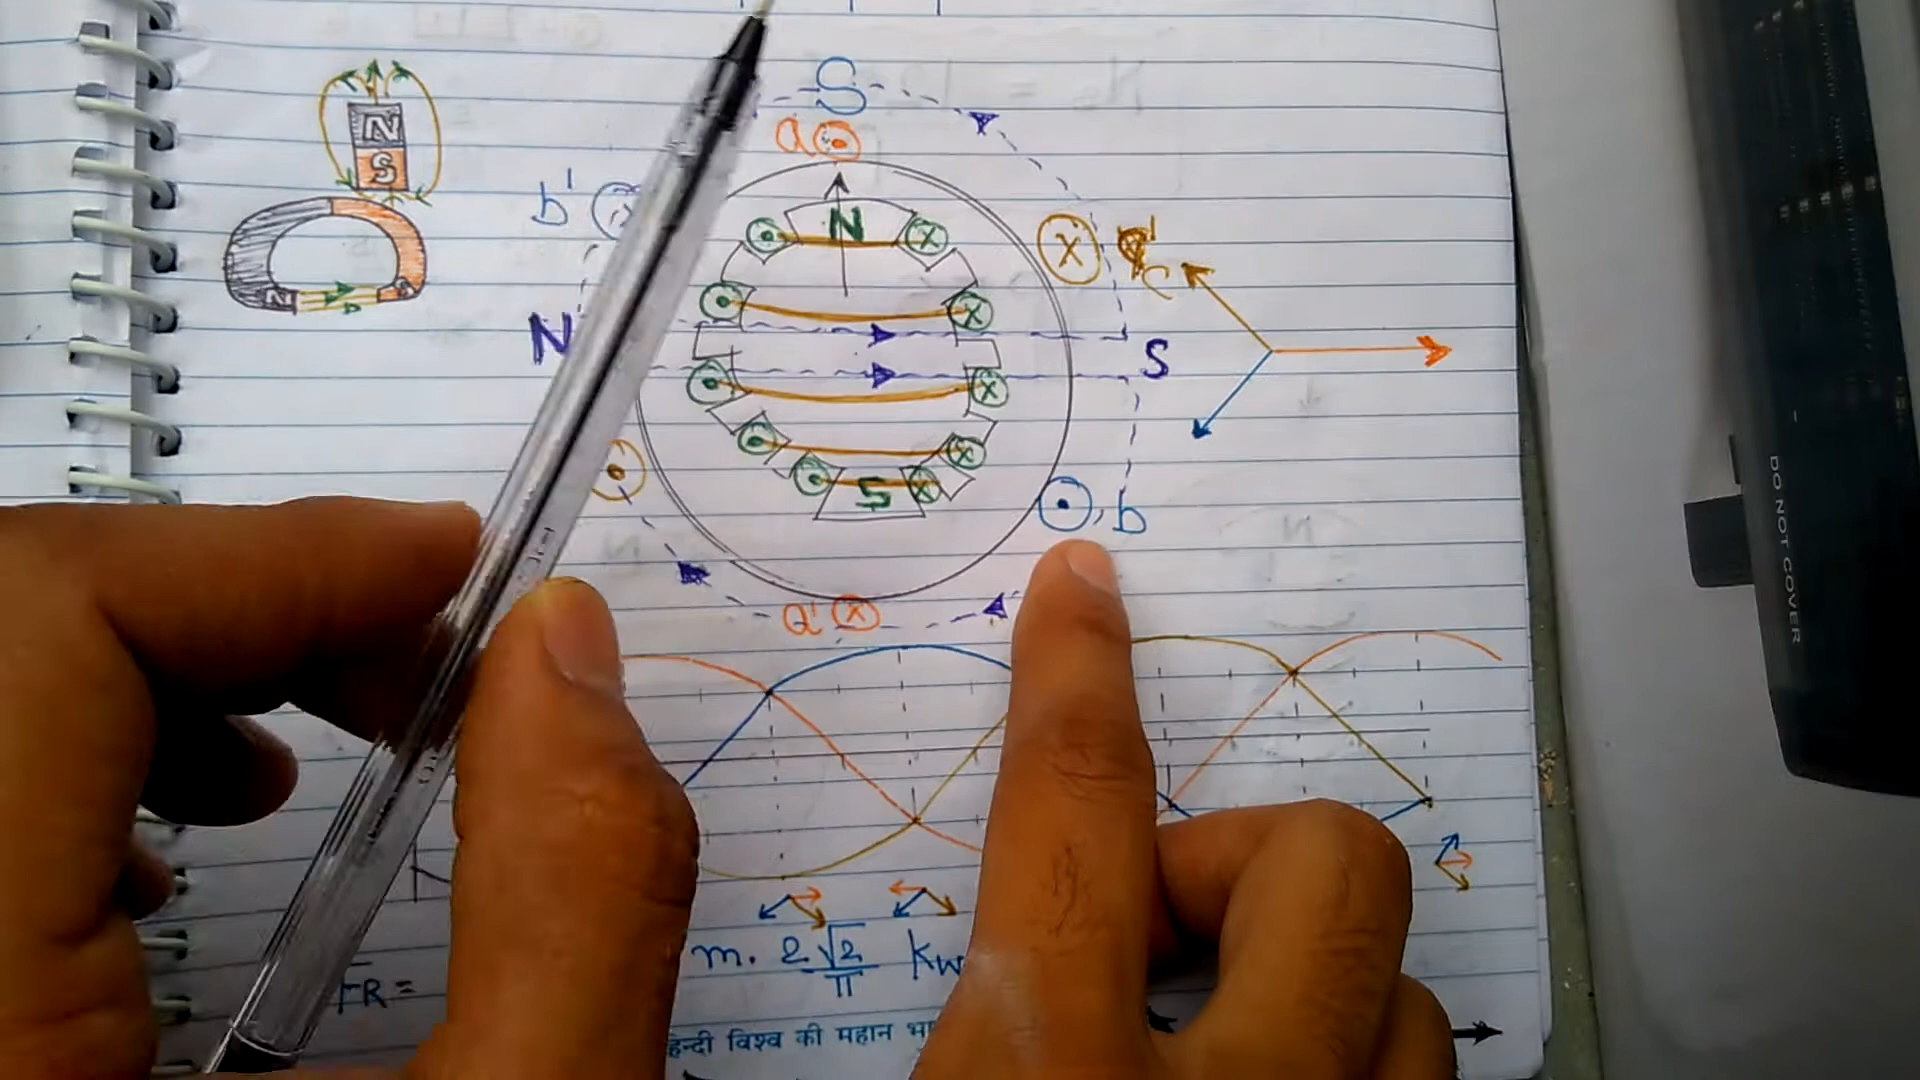 S
N
S
a
b'
N
c'
N
S
N
S
S
b
a'
m. 2√2/π Kw
FR =
हिन्दी विश्व की महान
DO NOT COVER